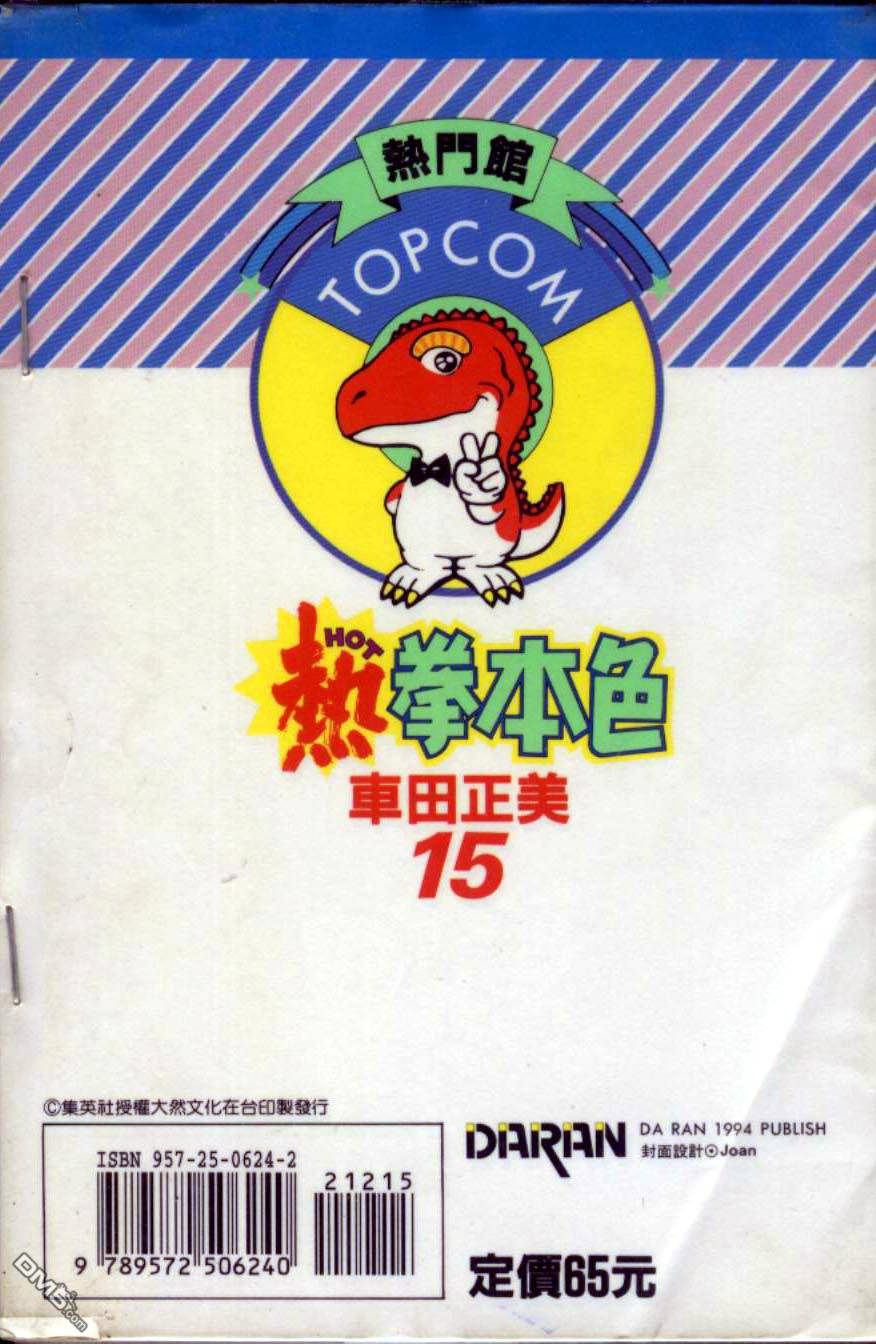 熱門館
TOPCOM
HOT
熱拳本色
車田正美
15
©集英社授權大然文化在台印製發行
ISBN 957-25-0624-2
21215
9 789572 506240
DARAN
DA RAN 1994 PUBLISH
封面設計⊙Joan
定價65元
DM5.com